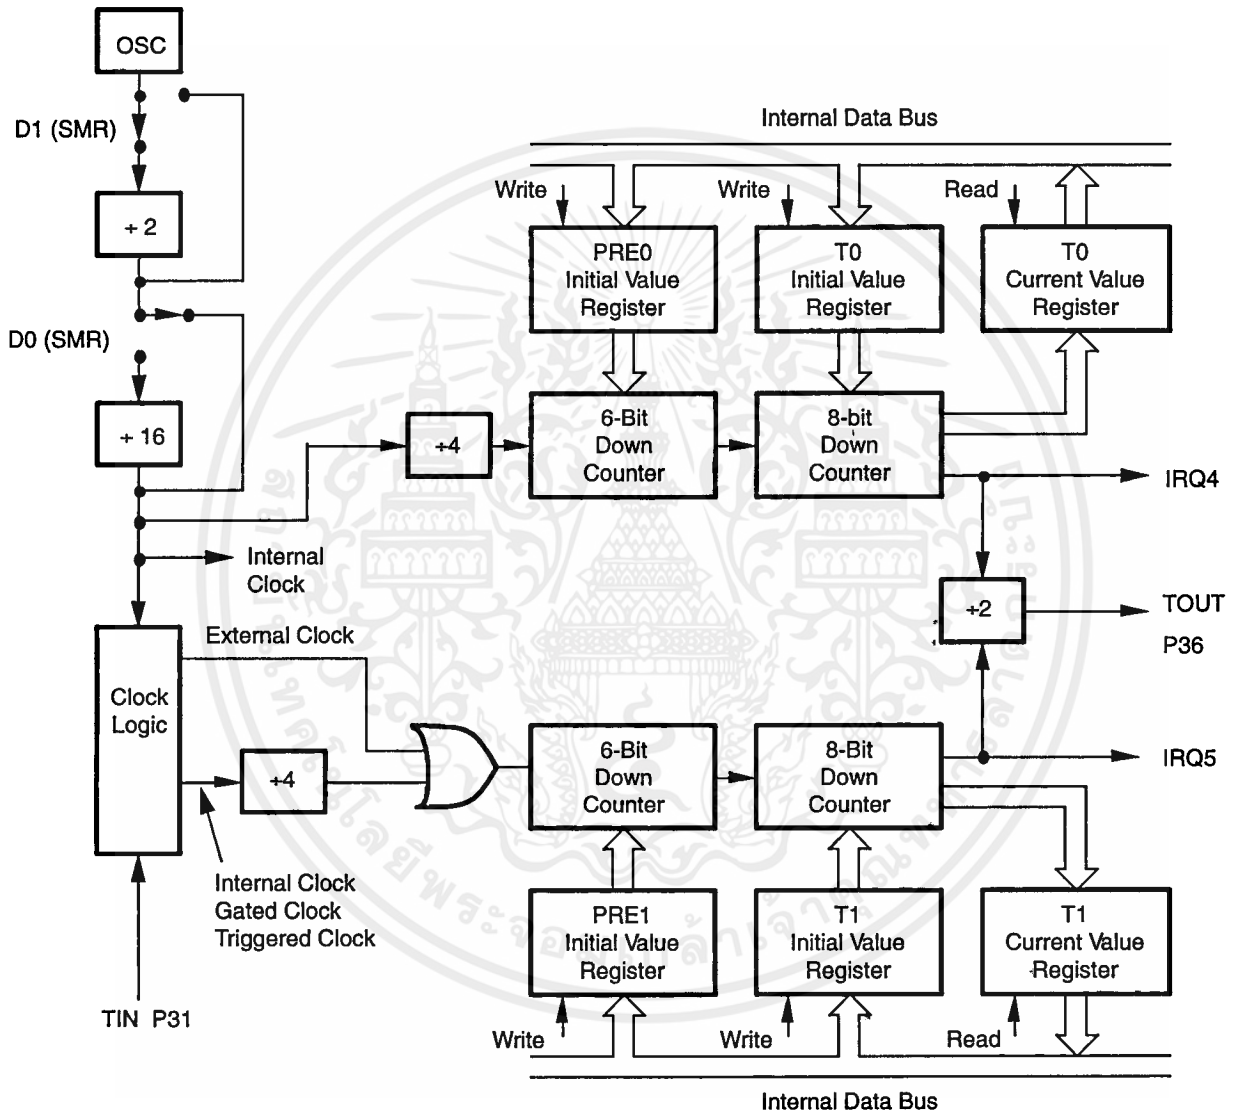 OSC
D1 (SMR)
÷ 2
D0 (SMR)
÷ 16
Internal Data Bus
Write
Write
Read
PRE0
Initial Value
Register
T0
Initial Value
Register
T0
Current Value
Register
÷4
6-Bit
Down
Counter
8-bit
Down
Counter
IRQ4
Internal
Clock
÷2
TOUT
P36
External Clock
Clock
Logic
÷4
6-Bit
Down
Counter
8-Bit
Down
Counter
IRQ5
Internal Clock
Gated Clock
Triggered Clock
PRE1
Initial Value
Register
T1
Initial Value
Register
T1
Current Value
Register
TIN P31
Write
Write
Read
Internal Data Bus